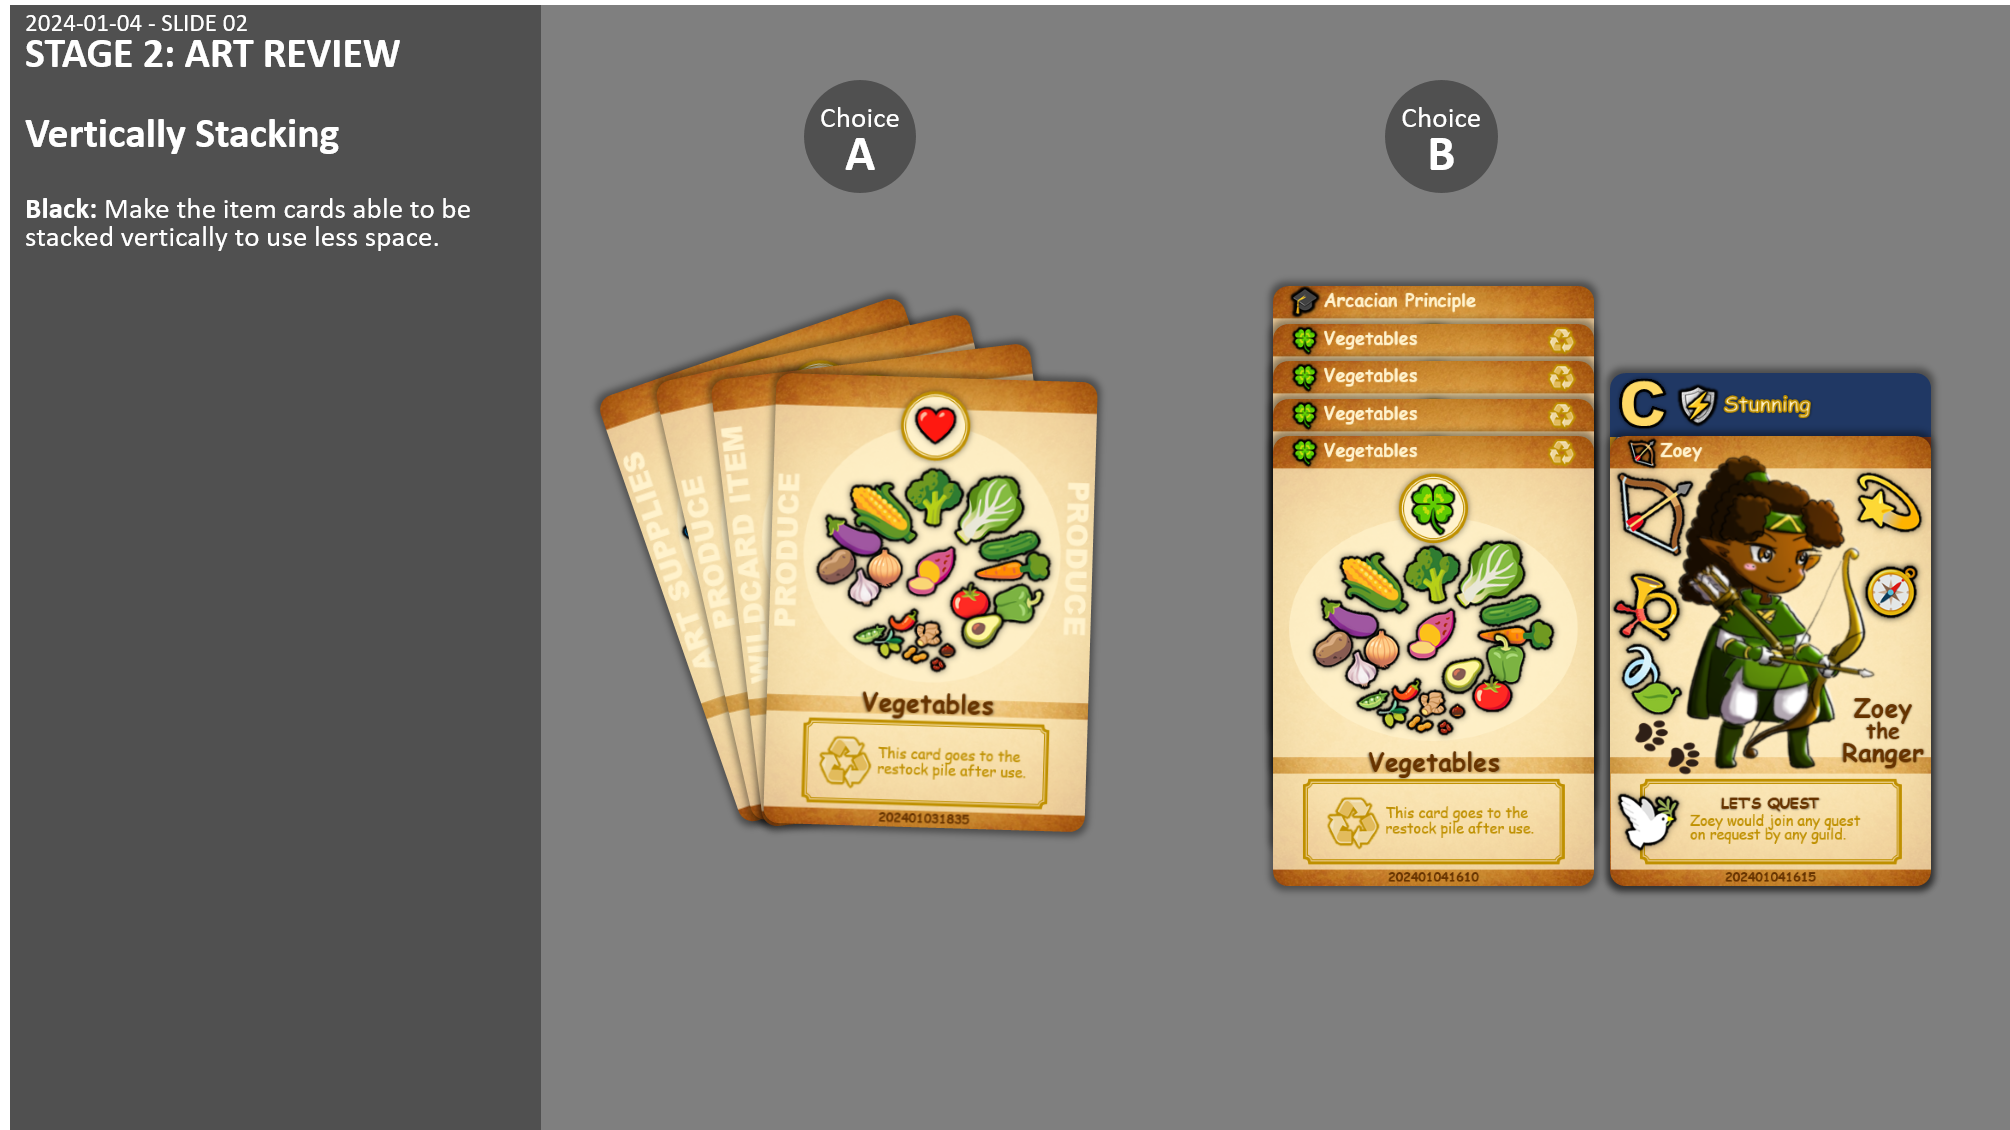 2024-01-04 - SLIDE 02
STAGE 2: ART REVIEW
Vertically Stacking
Black: Make the item cards able to be
stacked vertically to use less space.
Choice
A
ART SUPPLIES
PRODUCE
WILDCARD ITEM
PRODUCE
PRODUCE
Vegetables
This card goes to the
restock pile after use.
202401031835
Choice
B
Arcacian Principle
Vegetables
Vegetables
Vegetables
Vegetables
Vegetables
This card goes to the
restock pile after use.
202401041610
C Stunning
Zoey
Zoey
the
Ranger
LET'S QUEST
Zoey would join any quest
on request by any guild.
202401041615